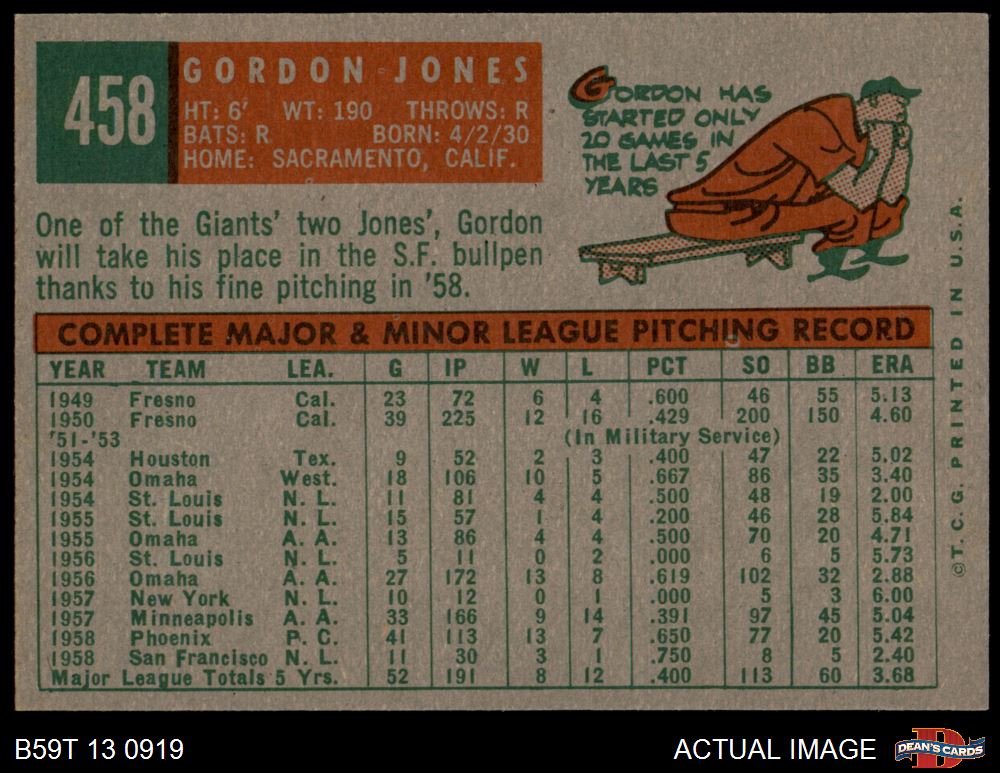 458
GORDON JONES
HT: 6' WT: 190 THROWS: R
BATS: R BORN: 4/2/30
HOME: SACRAMENTO, CALIF.
GORDON HAS
STARTED ONLY
20 GAMES IN
THE LAST 5
YEARS
One of the Giants' two Jones', Gordon
will take his place in the S.F. bullpen
thanks to his fine pitching in '58.
COMPLETE MAJOR & MINOR LEAGUE PITCHING RECORD
YEAR TEAM LEA. G IP W L PCT SO BB ERA
1949 Fresno Cal. 23 72 6 4 .600 46 55 5.13
1950 Fresno Cal. 39 225 12 16 .429 200 150 4.60
'51-'53 (In Military Service)
1954 Houston Tex. 9 52 2 3 .400 47 22 5.02
1954 Omaha West. 18 106 10 5 .667 86 35 3.40
1954 St. Louis N. L. 11 81 4 4 .500 48 19 2.00
1955 St. Louis N. L. 15 57 1 4 .200 46 28 5.84
1955 Omaha A. A. 13 86 4 4 .500 70 20 4.71
1956 St. Louis N. L. 5 11 0 2 .000 6 5 5.73
1956 Omaha A. A. 27 172 13 8 .619 102 32 2.88
1957 New York N. L. 10 12 0 1 .000 5 3 6.00
1957 Minneapolis A. A. 33 166 9 14 .391 97 45 5.04
1958 Phoenix P. C. 41 113 13 7 .650 77 20 5.42
1958 San Francisco N. L. 11 30 3 1 .750 8 5 2.40
Major League Totals 5 Yrs. 52 191 8 12 .400 113 60 3.68
©T. C. G. PRINTED IN U.S.A.
B59T 13 0919
ACTUAL IMAGE
D
DEAN'S CARDS